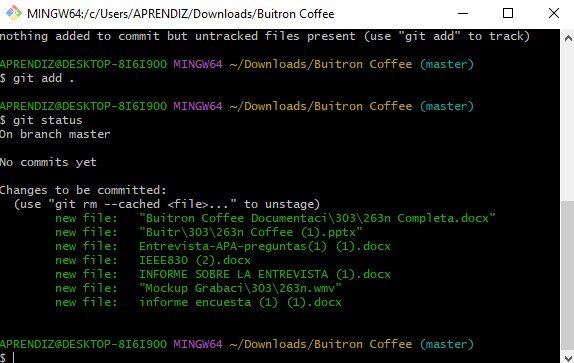 MINGW64:/c/Users/APRENDIZ/Downloads/Buitron Coffee
nothing added to commit but untracked files present (use "git add" to track)
APRENDIZ@DESKTOP-8I6I9OO MINGW64 ~/Downloads/Buitron Coffee (master)
$ git add .
APRENDIZ@DESKTOP-8I6I9OO MINGW64 ~/Downloads/Buitron Coffee (master)
$ git status
On branch master
No commits yet
Changes to be committed:
(use "git rm --cached <file>..." to unstage)
new file: "Buitron Coffee Documentaci\303\263n Completa.docx"
new file: "Buitr\303\263n Coffee (1).pptx"
new file: Entrevista-APA-preguntas(1) (1).docx
new file: IEEE830 (2).docx
new file: INFORME SOBRE LA ENTREVISTA (1).docx
new file: "Mockup Grabaci\303\263n.wmv"
new file: informe encuesta (1) (1).docx
APRENDIZ@DESKTOP-8I6I9OO MINGW64 ~/Downloads/Buitron Coffee (master)
$